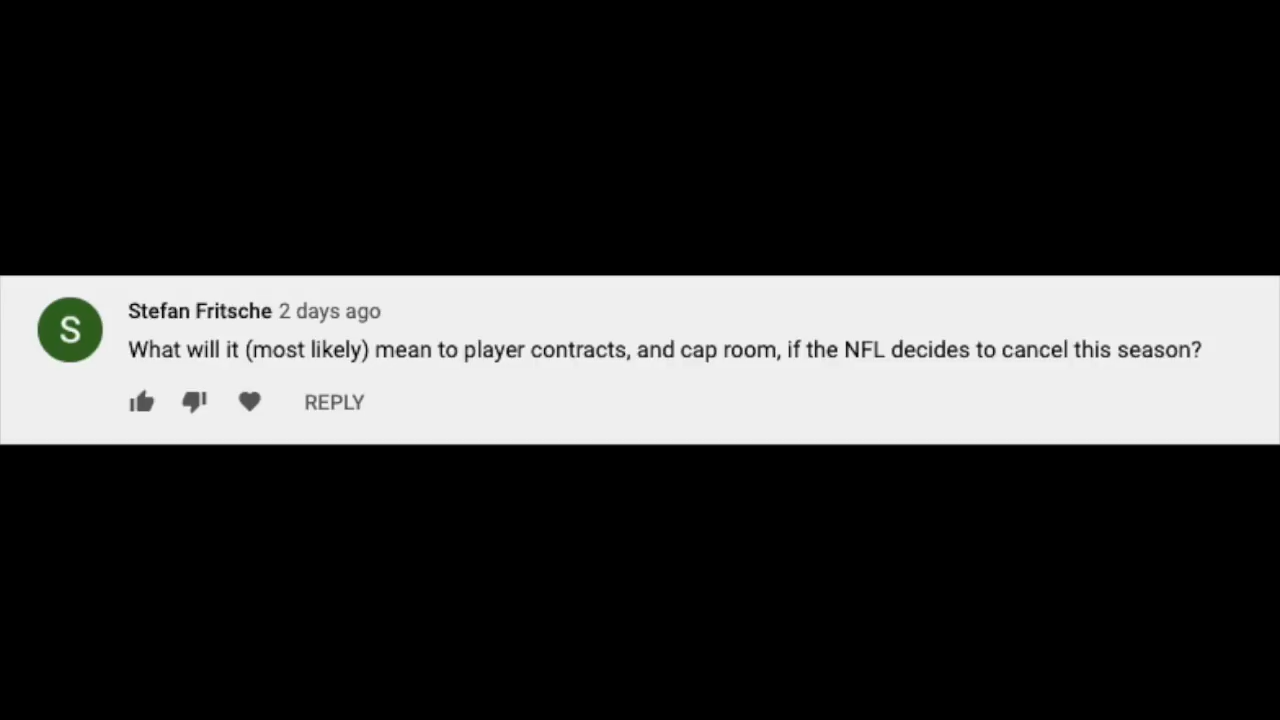 S
Stefan Fritsche 2 days ago
What will it (most likely) mean to player contracts, and cap room, if the NFL decides to cancel this season?
REPLY